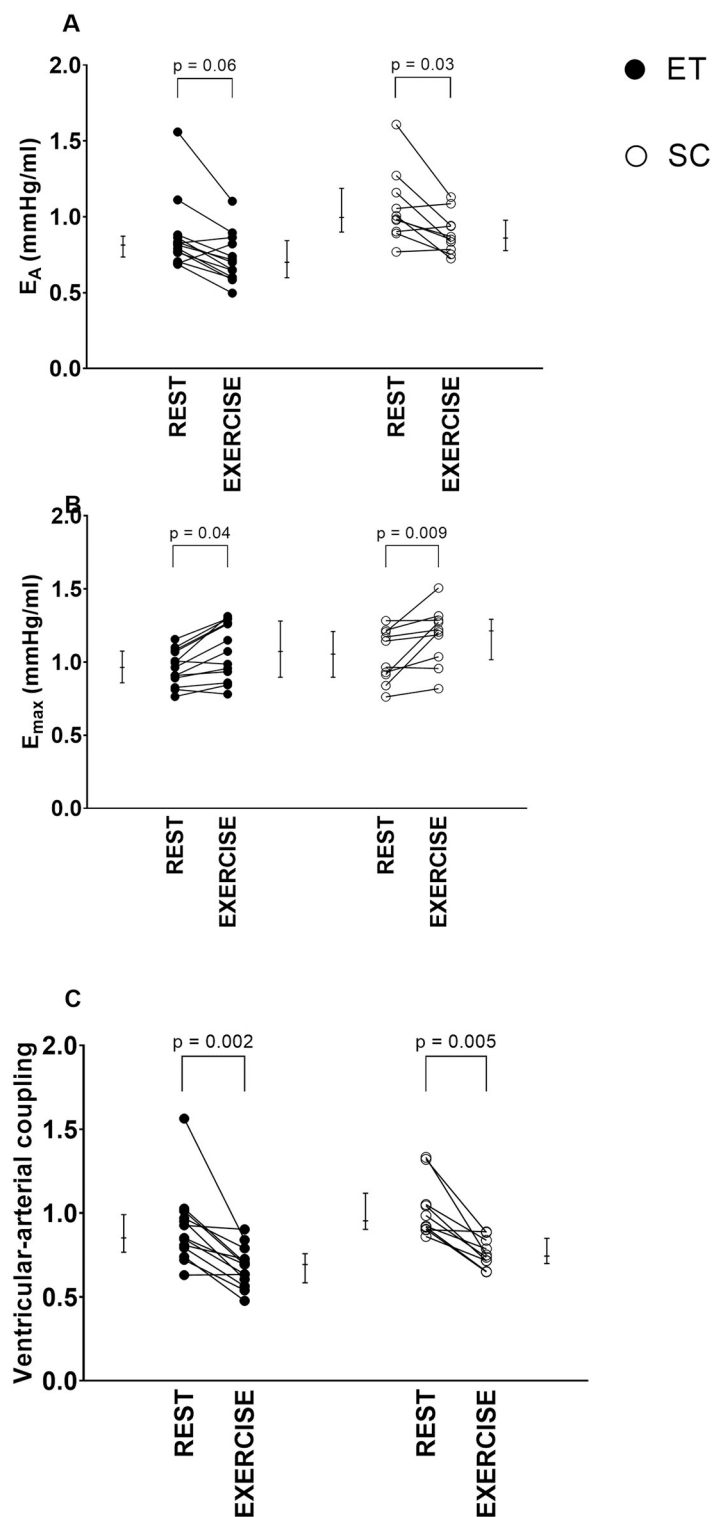 A
p = 0.06
p = 0.03
ET
SC
2.0
1.5
1.0
0.5
0.0
E_A (mmHg/ml)
REST
EXERCISE
REST
EXERCISE
B
p = 0.04
p = 0.009
2.0
1.5
1.0
0.5
0.0
E_max (mmHg/ml)
REST
EXERCISE
REST
EXERCISE
C
p = 0.002
p = 0.005
2.0
1.5
1.0
0.5
0.0
Ventricular-arterial coupling
REST
EXERCISE
REST
EXERCISE